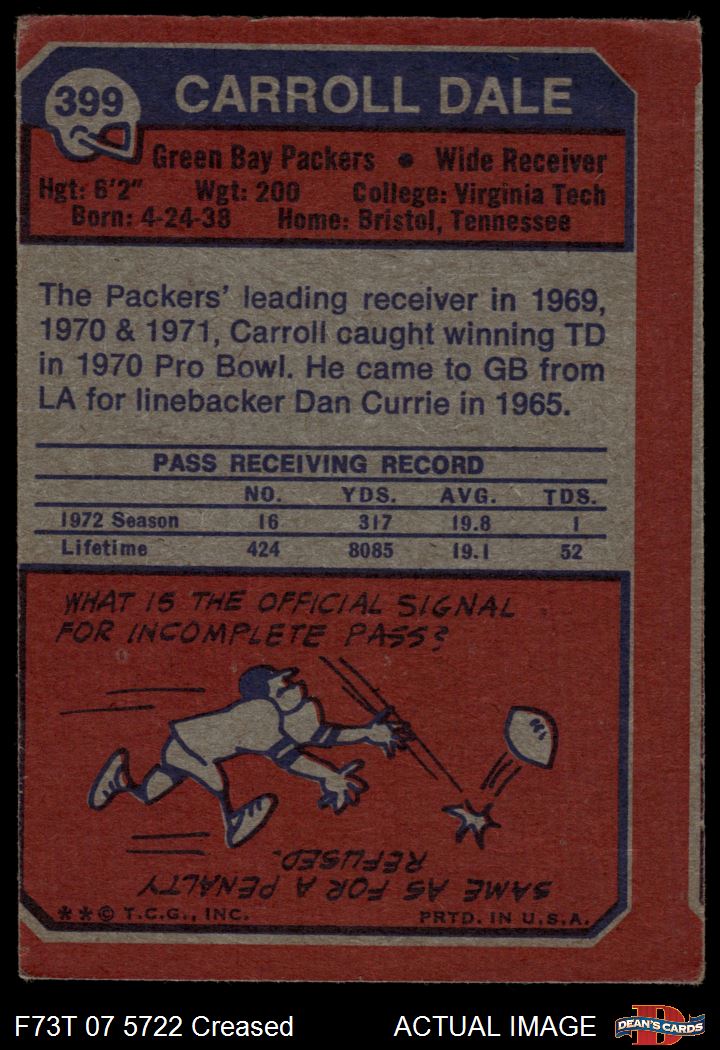 399
CARROLL DALE
Green Bay Packers • Wide Receiver
Hgt: 6'2" Wgt: 200 College: Virginia Tech
Born: 4-24-38 Home: Bristol, Tennessee
The Packers' leading receiver in 1969,
1970 & 1971, Carroll caught winning TD
in 1970 Pro Bowl. He came to GB from
LA for linebacker Dan Currie in 1965.
PASS RECEIVING RECORD
NO. YDS. AVG. TDS.
1972 Season 16 317 19.8 1
Lifetime 424 8085 19.1 52
WHAT IS THE OFFICIAL SIGNAL
FOR INCOMPLETE PASS?
SAME AS FOR A PENALTY
REFUSED.
**© T.C.G., INC. PRTD. IN U.S.A.
F73T 07 5722 Creased ACTUAL IMAGE
DEAN'S CARDS